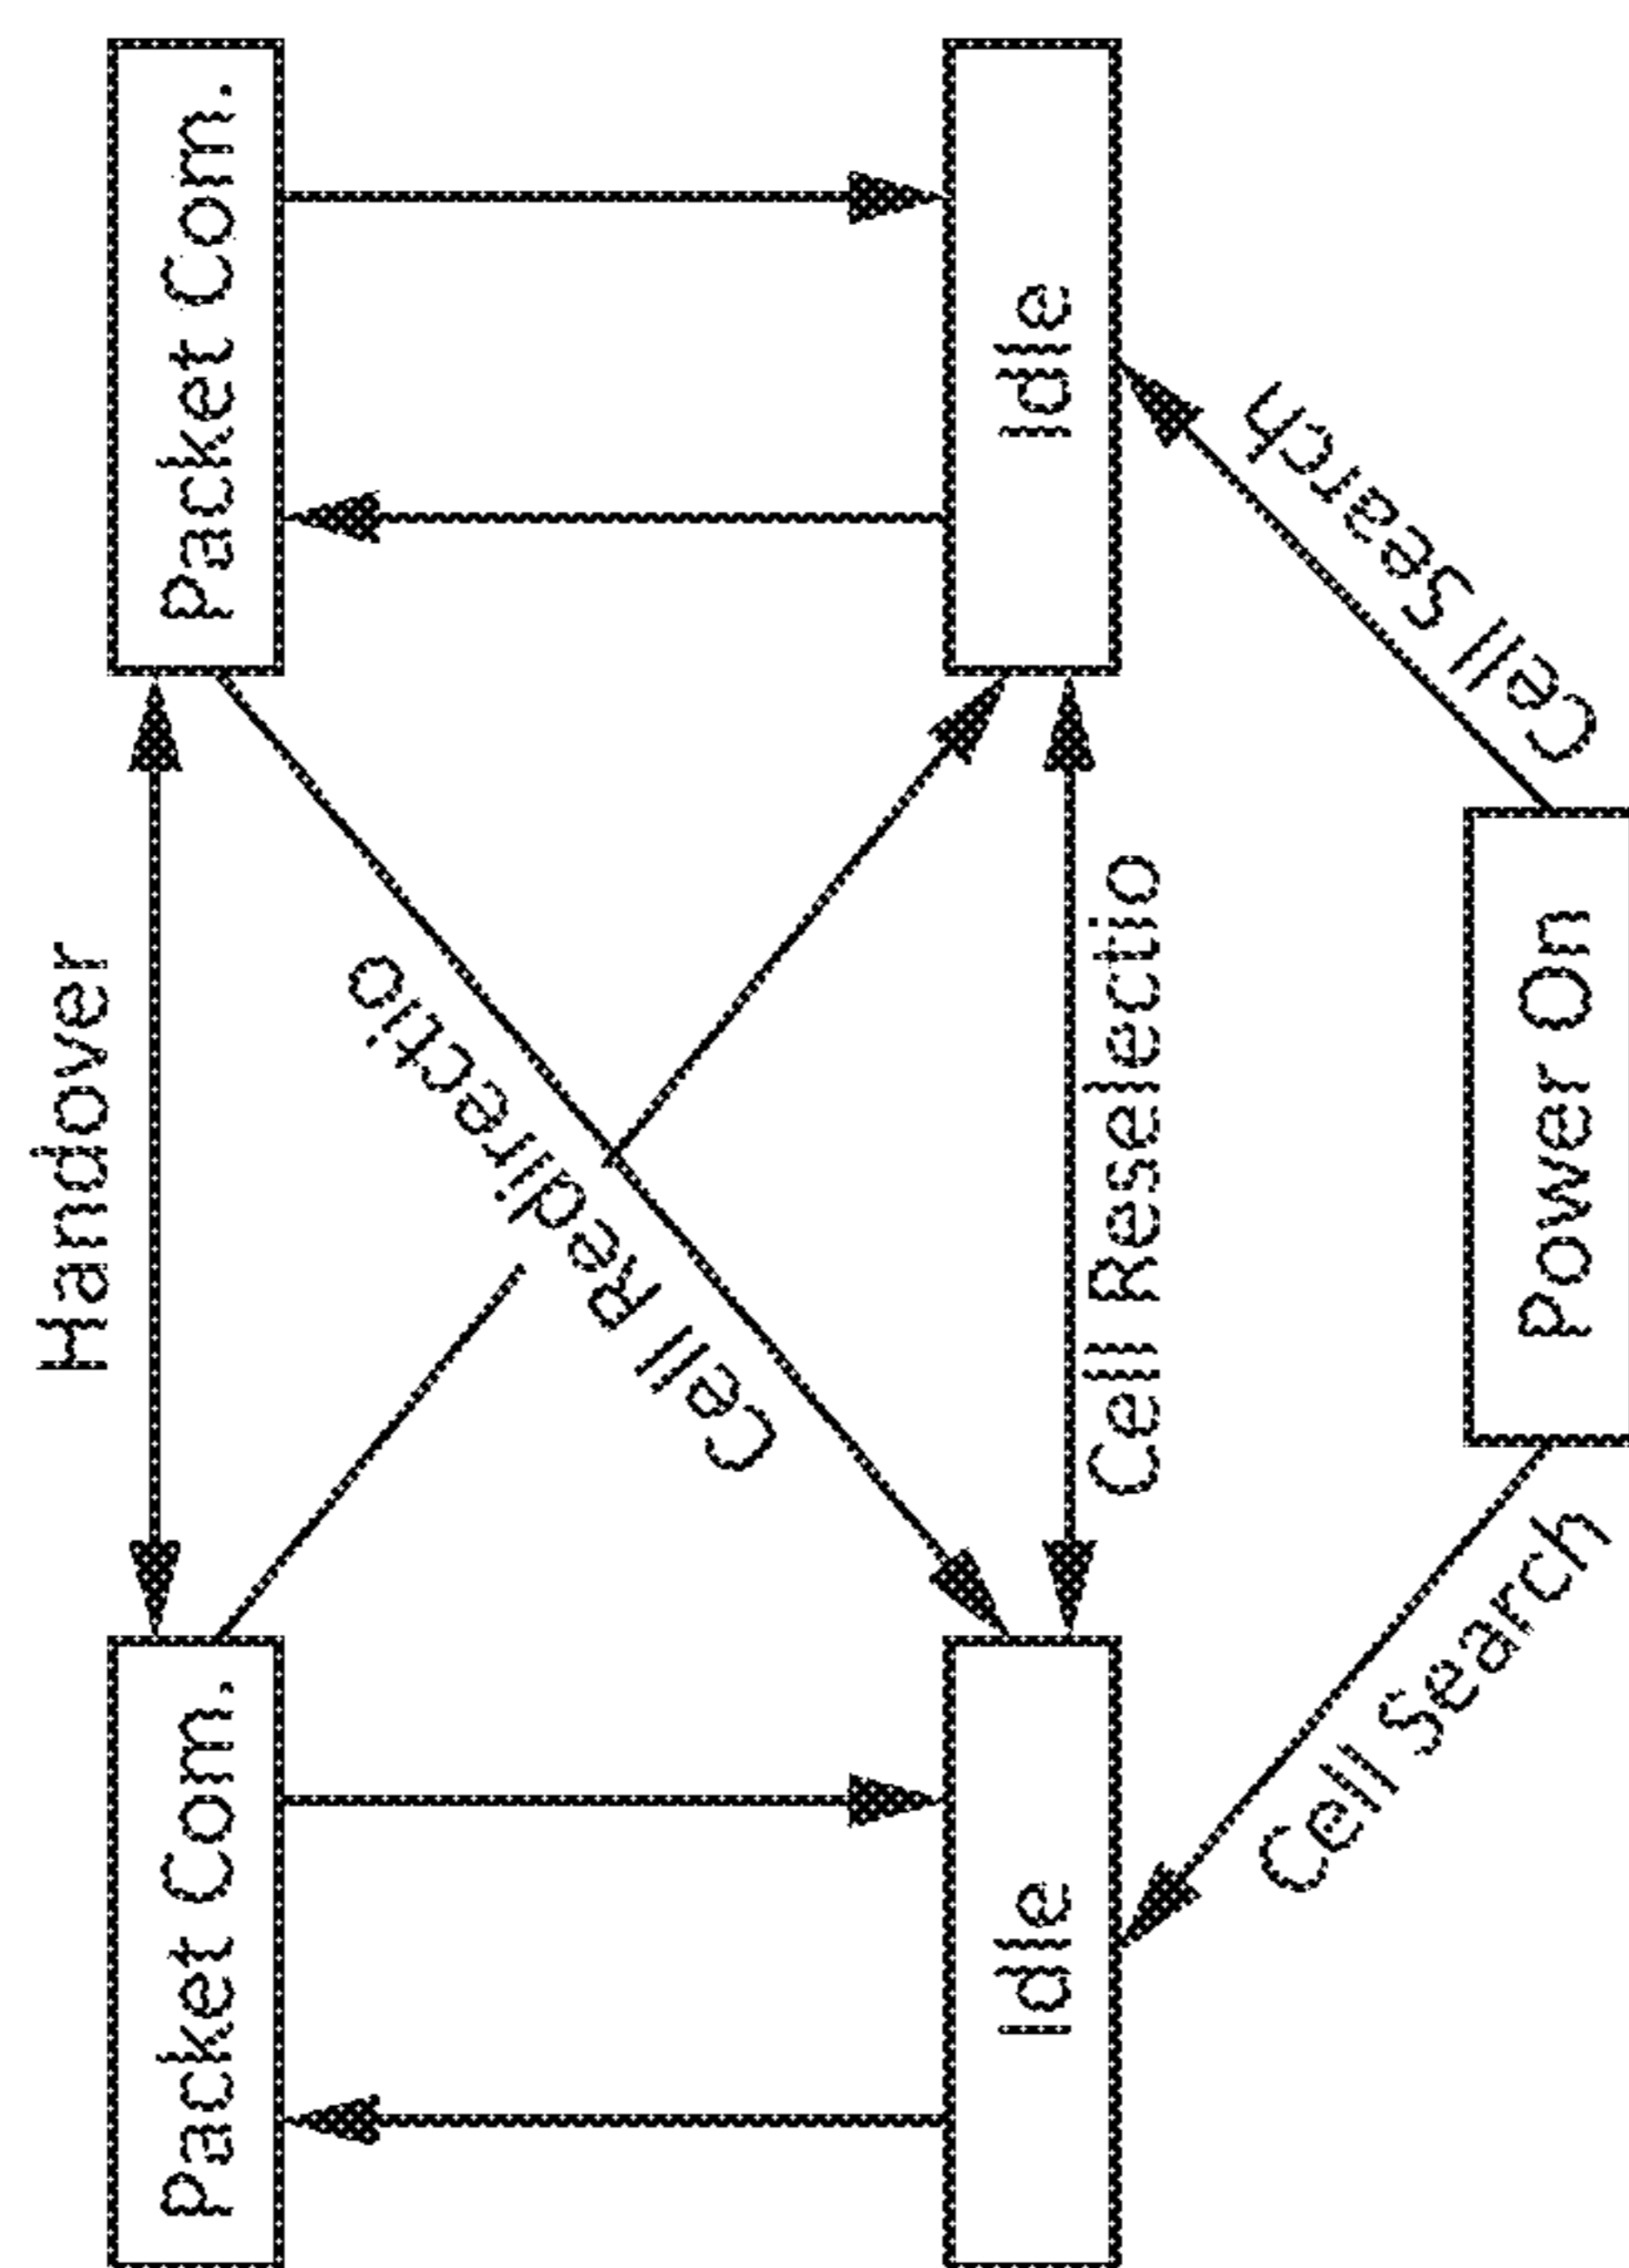 Handover
Packet Com.
Packet Com.
Cell Redirectio
Idle
Idle
Cell Reselectio
Cell Search
Cell Search
Power On